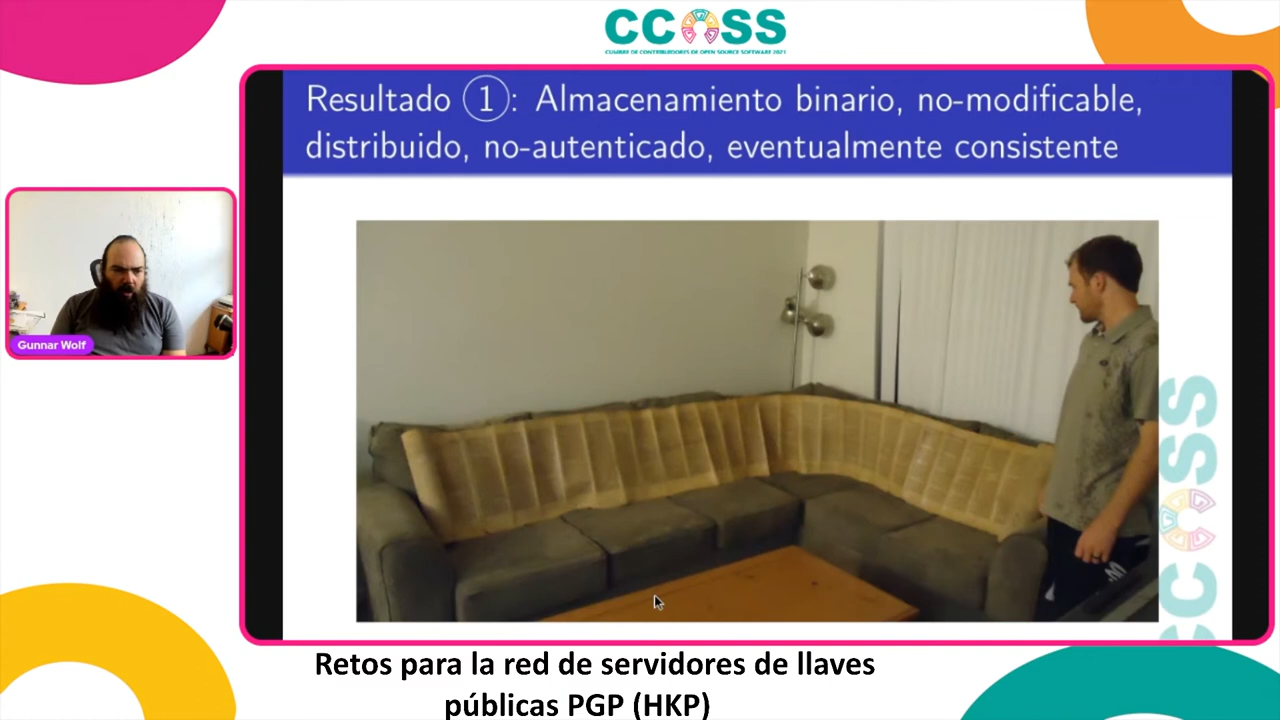 CCOSS
CUMBRE DE CONTRIBUIDORES DE OPEN SOURCE SOFTWARE 2021
Resultado 1: Almacenamiento binario, no-modificable,
distribuido, no-autenticado, eventualmente consistente
Gunnar Wolf
CCOSS
Retos para la red de servidores de llaves
públicas PGP (HKP)